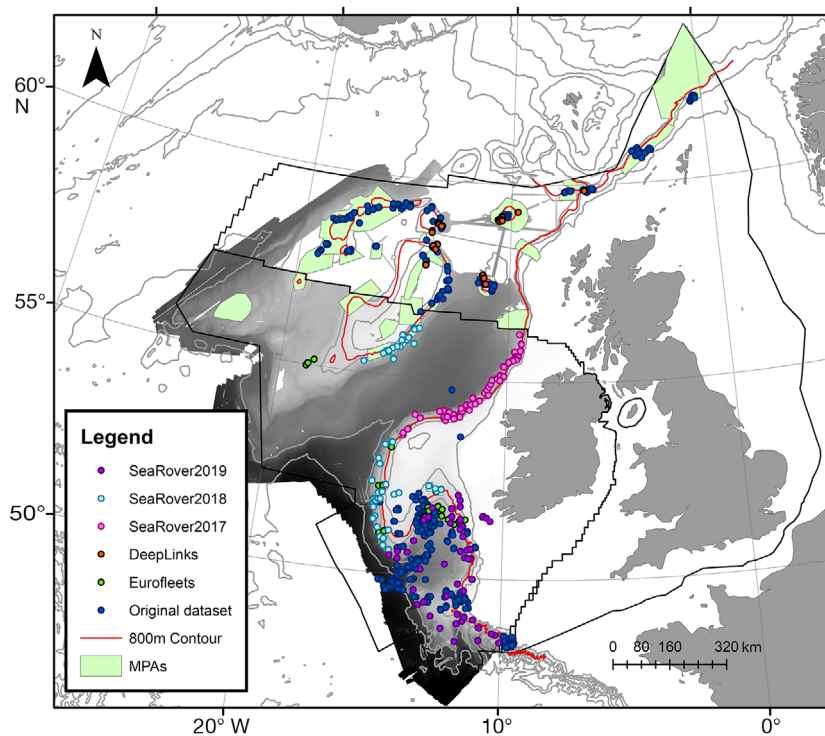 N
60°
N
55°
50°
Legend
SeaRover2019
SeaRover2018
SeaRover2017
DeepLinks
Eurofleets
Original dataset
800m Contour
MPAs
0 80 160 320 km
20° W 10° 0°